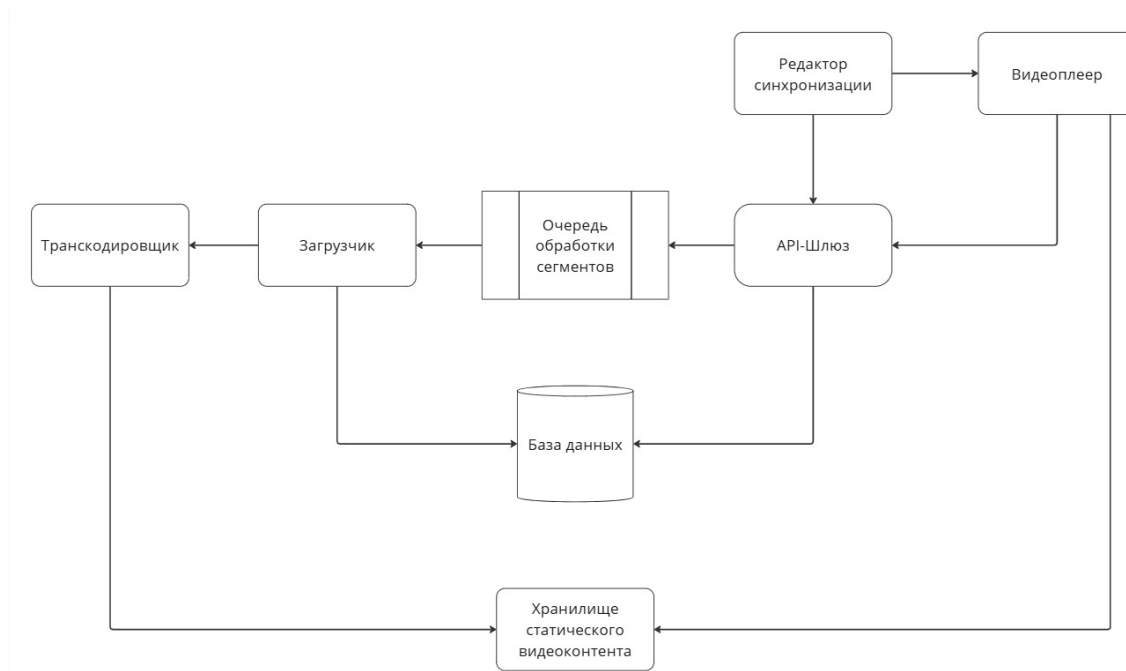 Редактор
синхронизации
Видеоплеер
Транскодировщик
Загрузчик
Очередь
обработки
сегментов
API-Шлюз
База данных
Хранилище
статического
видеоконтента